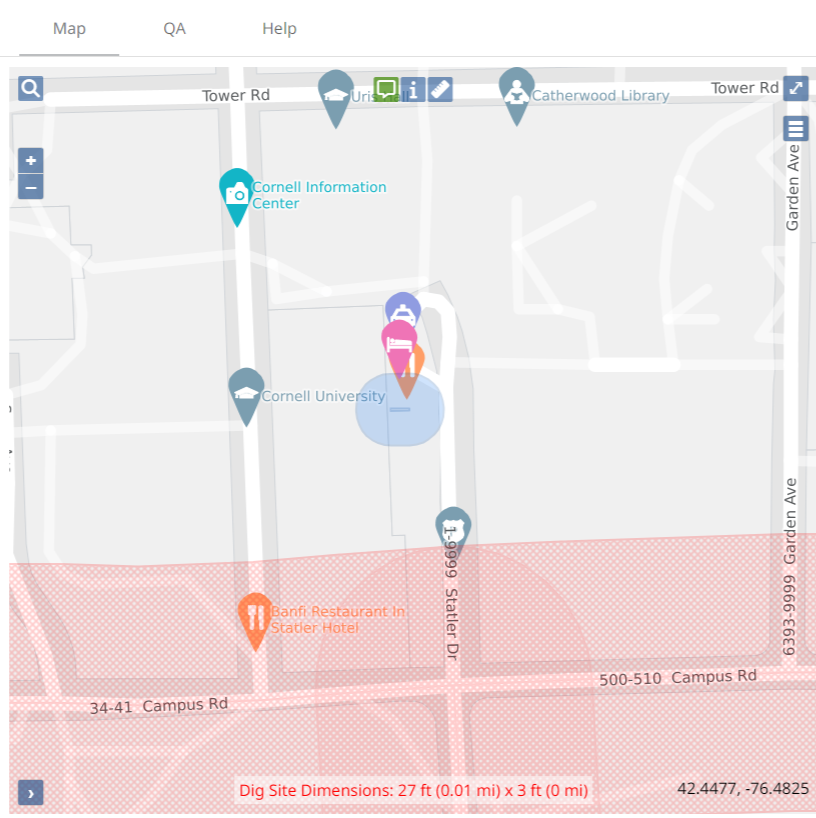 Map
QA
Help
Tower Rd
Catherwood Library
Tower Rd
Cornell Information
Center
Garden Ave
Cornell University
1-9999 Statler Dr
6393-9999 Garden Ave
Banfi Restaurant In
Statler Hotel
34-41 Campus Rd
500-510 Campus Rd
Dig Site Dimensions: 27 ft (0.01 mi) x 3 ft (0 mi)
42.4477, -76.4825